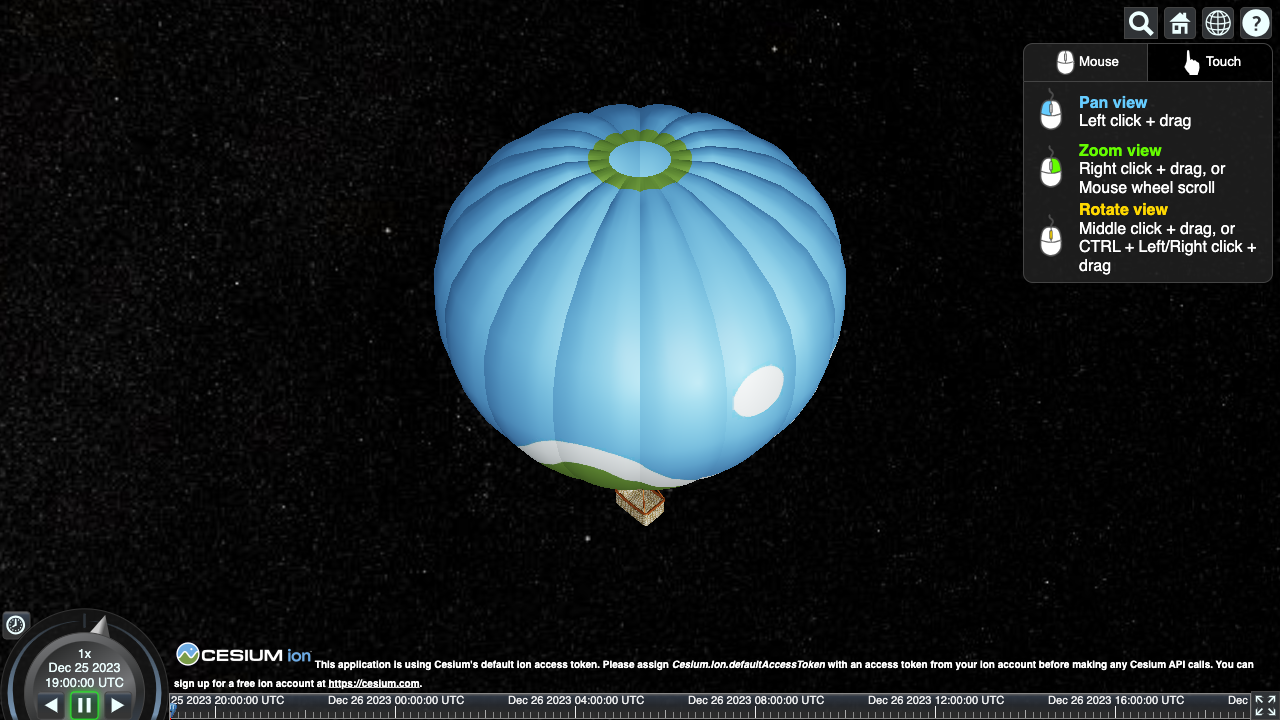 ?
Mouse
Touch
Pan view
Left click + drag
Zoom view
Right click + drag, or
Mouse wheel scroll
Rotate view
Middle click + drag, or
CTRL + Left/Right click +
drag
1x
Dec 25 2023
19:00:00 UTC
CESIUM ion
This application is using Cesium's default ion access token. Please assign Cesium.Ion.defaultAccessToken with an access token from your ion account before making any Cesium API calls. You can
sign up for a free ion account at https://cesium.com.
25 2023 20:00:00 UTC
Dec 26 2023 00:00:00 UTC
Dec 26 2023 04:00:00 UTC
Dec 26 2023 08:00:00 UTC
Dec 26 2023 12:00:00 UTC
Dec 26 2023 16:00:00 UTC
Dec